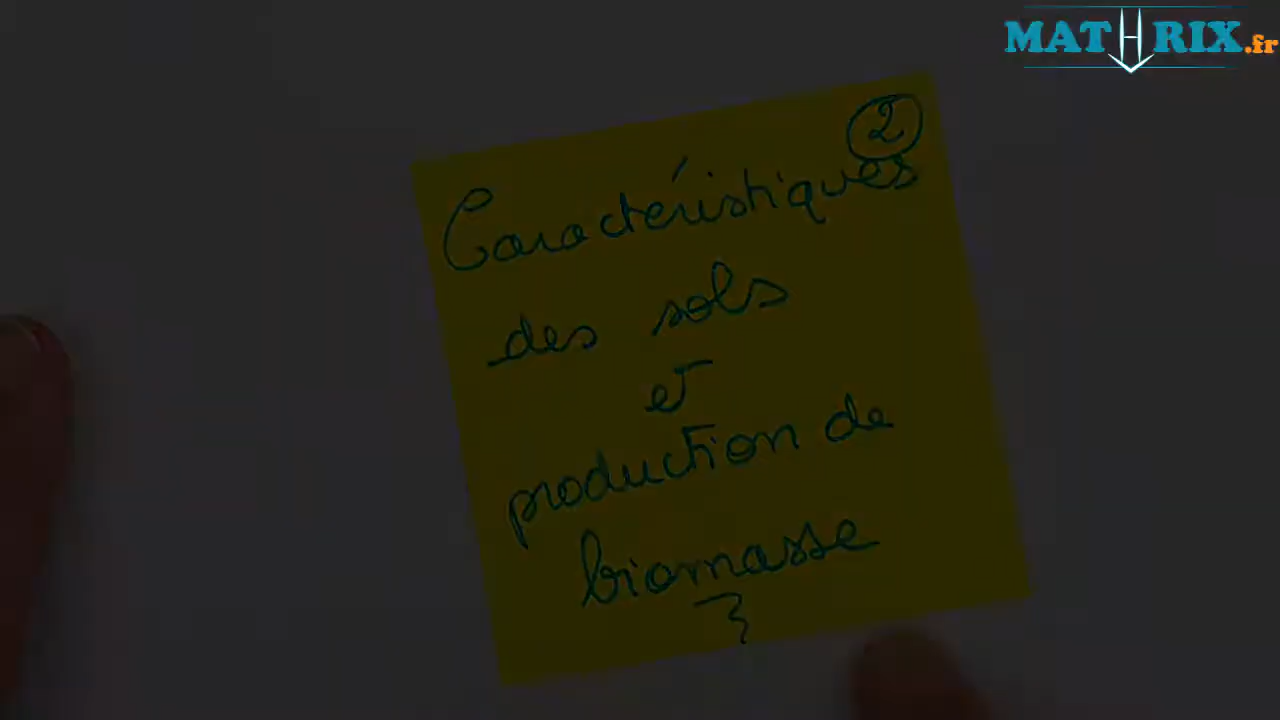 MATHRIX.fr
2
Caractéristiques
des sols
et
production de
biomasse
?